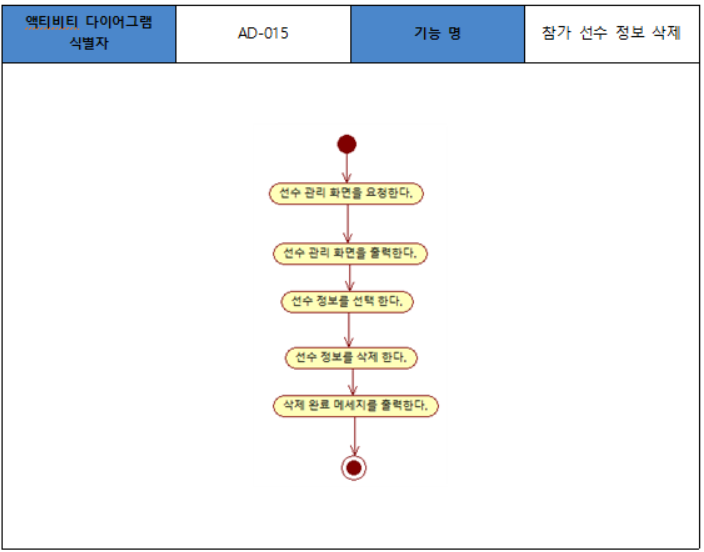 액티비티 다이어그램
식별자
AD-015
기능 명
참가 선수 정보 삭제
선수 관리 화면을 요청한다.
선수 관리 화면을 출력한다.
선수 정보를 선택 한다.
선수 정보를 삭제 한다.
삭제 완료 메세지를 출력한다.